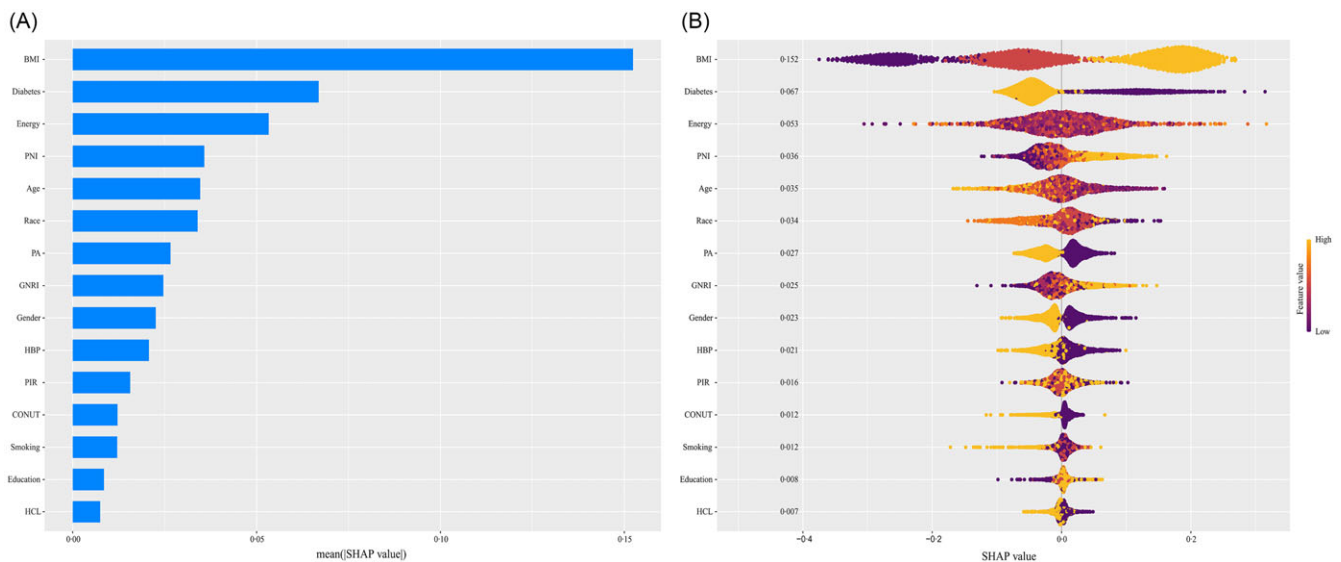 (A)
BMI
Diabetes
Energy
PNI
Age
Race
PA
GNRI
Gender
HBP
PIR
CONUT
Smoking
Education
HCL
0·00
0·05
0·10
0·15
mean(|SHAP value|)
(B)
BMI 0·152
Diabetes 0·067
Energy 0·053
PNI 0·036
Age 0·035
Race 0·034
PA 0·027
GNRI 0·025
Gender 0·023
HBP 0·021
PIR 0·016
CONUT 0·012
Smoking 0·012
Education 0·008
HCL 0·007
−0·4
−0·2
0·0
0·2
SHAP value
High
Feature value
Low